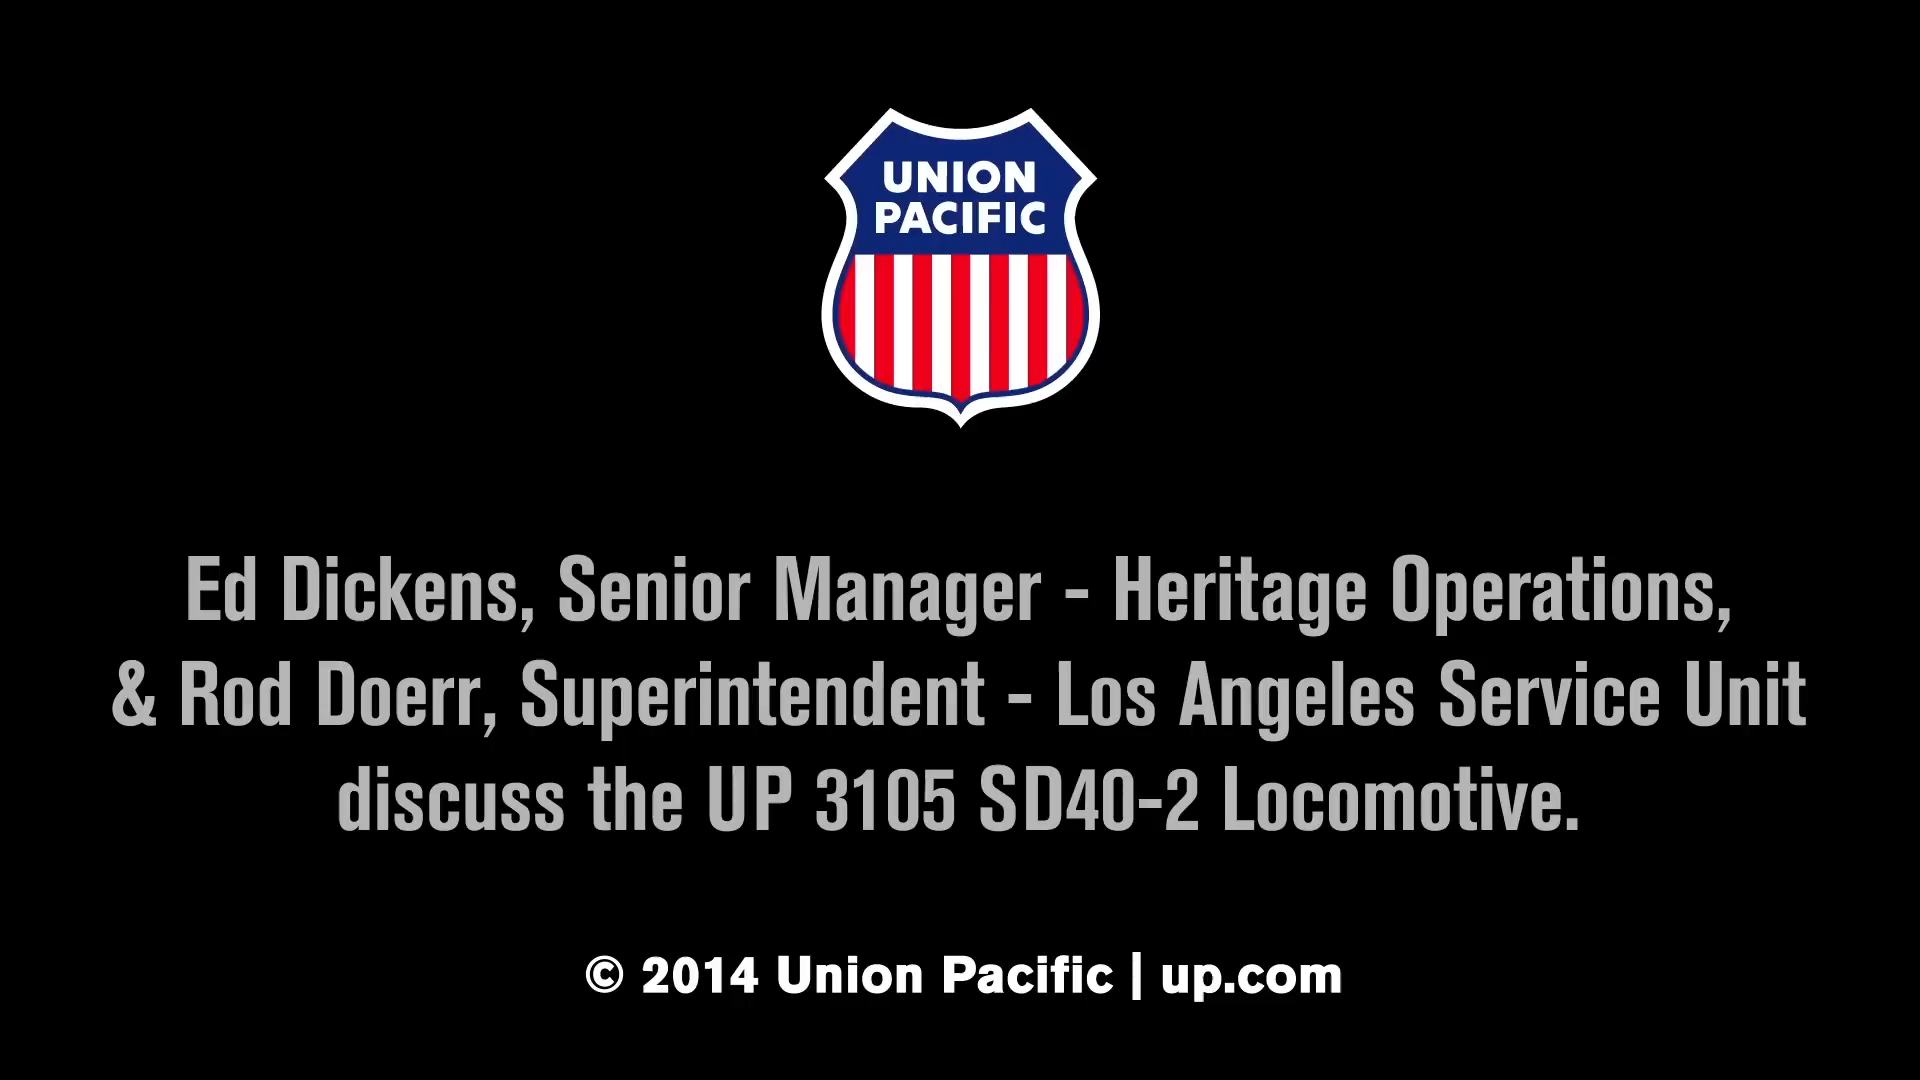 UNION
PACIFIC
Ed Dickens, Senior Manager - Heritage Operations,
& Rod Doerr, Superintendent - Los Angeles Service Unit
discuss the UP 3105 SD40-2 Locomotive.
© 2014 Union Pacific | up.com